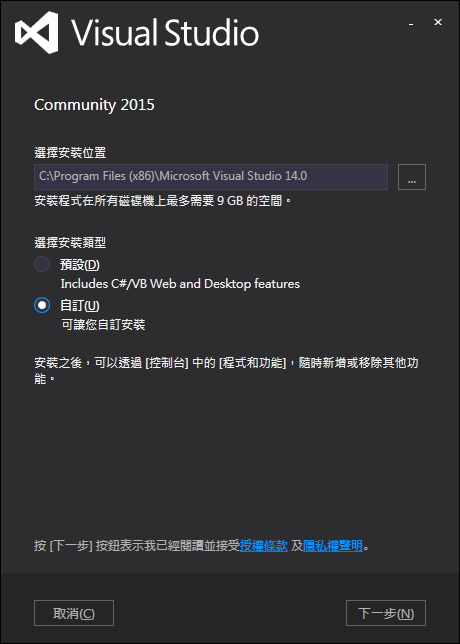 Visual Studio
Community 2015
選擇安裝位置
C:\Program Files (x86)\Microsoft Visual Studio 14.0
...
安裝程式在所有磁碟機上最多需要 9 GB 的空間。
選擇安裝類型
預設(D)
Includes C#/VB Web and Desktop features
自訂(U)
可讓您自訂安裝
安裝之後，可以透過 [控制台] 中的 [程式和功能]，隨時新增或移除其他功
能。
按 [下一步] 按鈕表示我已經閱讀並接受授權條款 及隱私權聲明。
取消(C)
下一步(N)